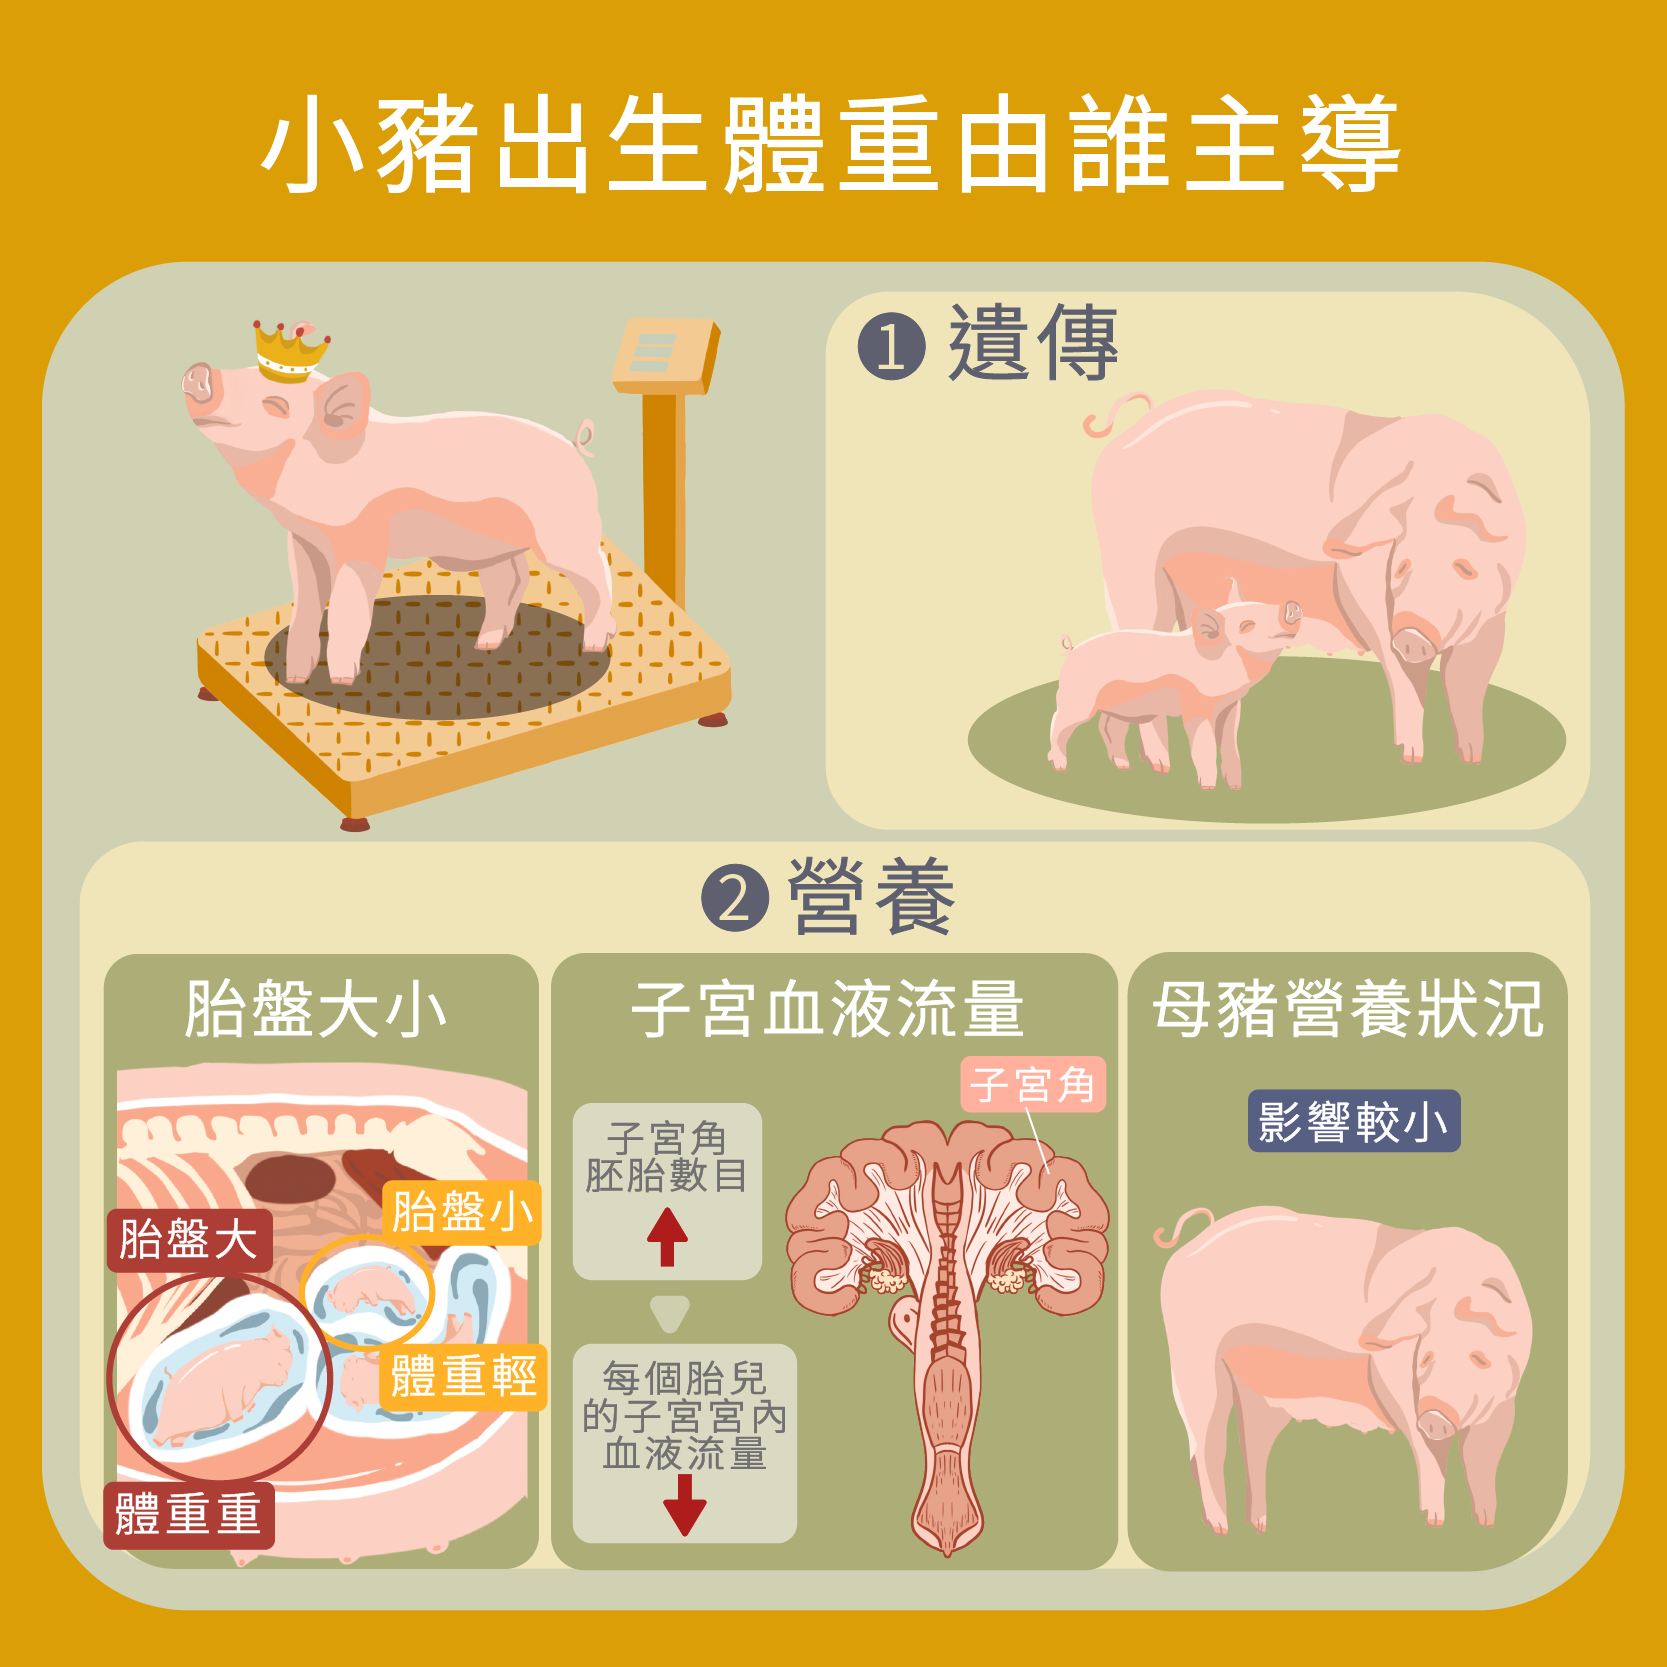 小豬出生體重由誰主導
1 遺傳
2 營養
胎盤大小
胎盤大
胎盤小
體重輕
體重重
子宮血液流量
子宮角
子宮角
胚胎數目
每個胎兒
的子宮宮內
血液流量
母豬營養狀況
影響較小